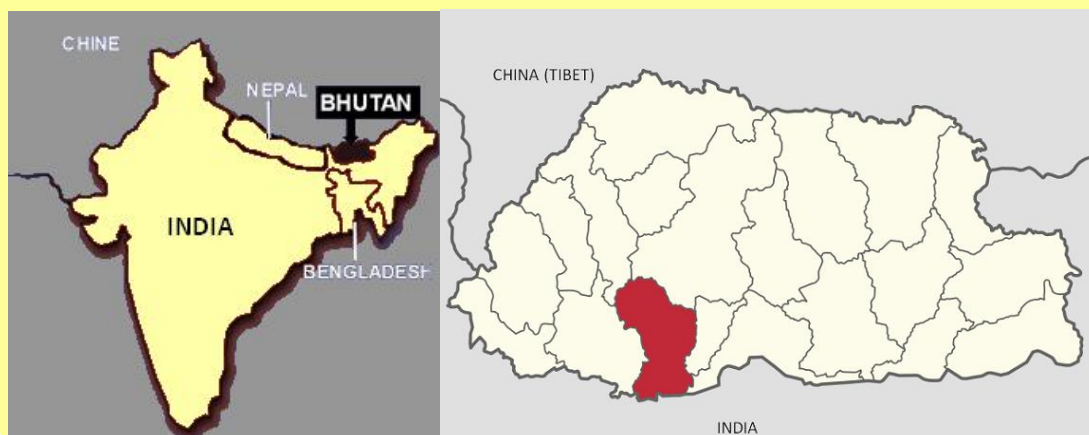 CHINE
NEPAL
BHUTAN
INDIA
BENGLADESH
CHINA (TIBET)
INDIA